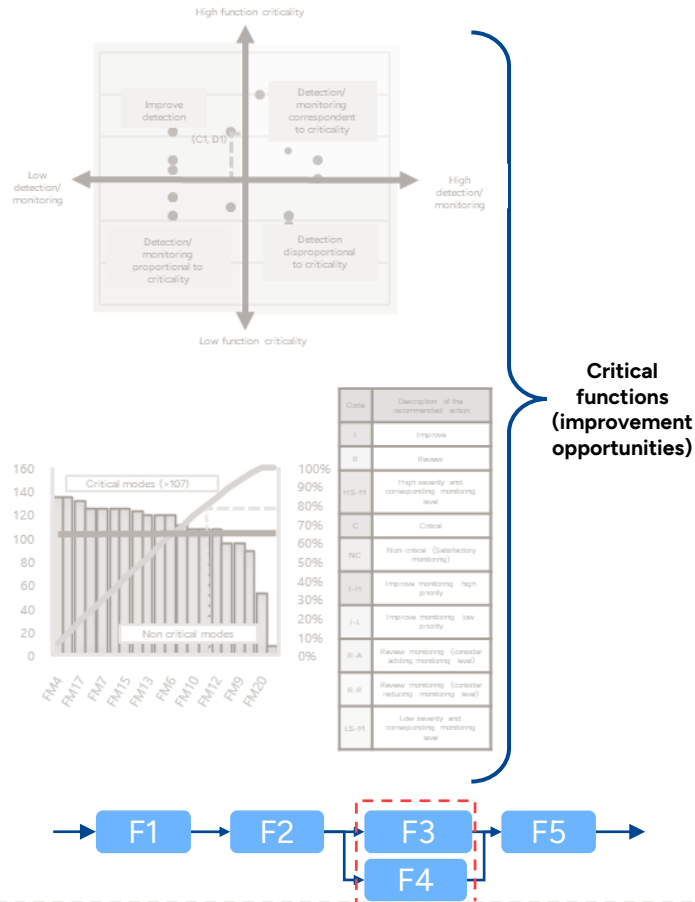 High function criticality
Improve
detection
Detection/
monitoring
correspondent
to criticality
(C1, D1)
Low
detection/
monitoring
High
detection/
monitoring
Detection/
monitoring
proportional to
criticality
Detection
disproportional
to criticality
Low function criticality
Critical
functions
(improvement
opportunities)
160
140
120
100
80
60
40
20
0
Critical modes (>107)
Non critical modes
100%
90%
80%
70%
60%
50%
40%
30%
20%
10%
0%
FM4
FM17
FM7
FM15
FM13
FM6
FM10
FM12
FM9
FM20
Description of the
recommended action
I
Improve
R
Review
HS-M
High severity and
corresponding monitoring
level
C
Critical
NC
Non-critical (Satisfactory
monitoring)
I-H
Improve monitoring high
priority
I-L
Improve monitoring low
priority
R-A
Review monitoring (consider
adding monitoring level)
R-R
Review monitoring (consider
reducing monitoring level)
LS-M
Low severity and
corresponding monitoring
level
F1
F2
F3
F4
F5